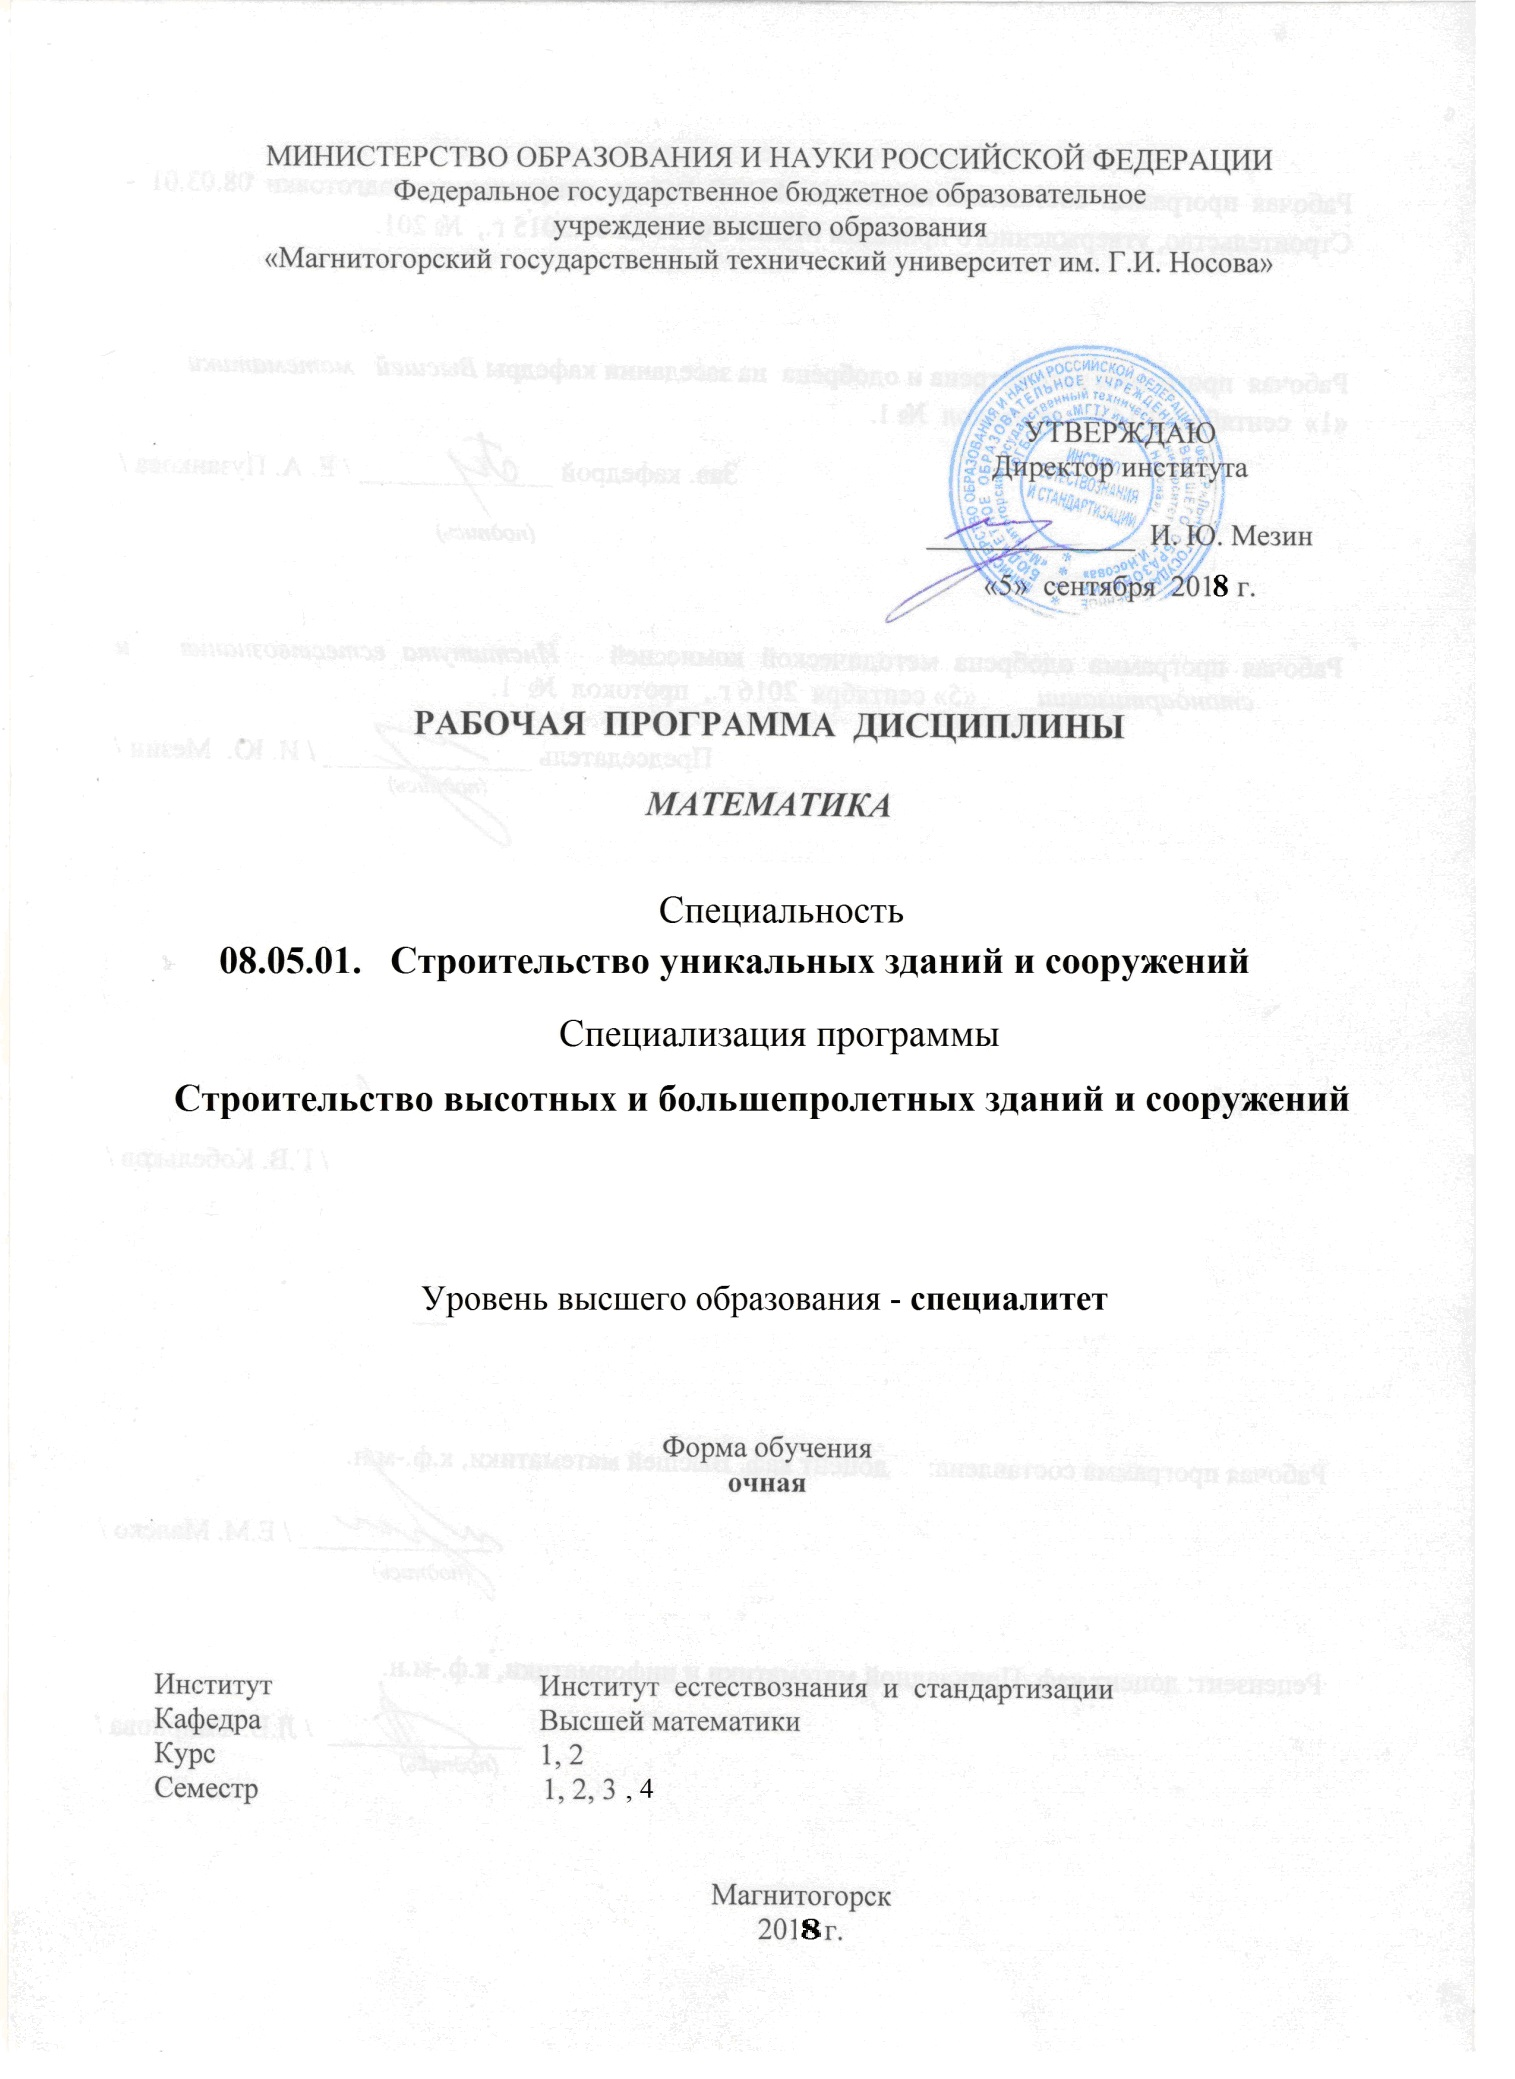 МИНИСТЕРСТВО ОБРАЗОВАНИЯ И НАУКИ РОССИЙСКОЙ ФЕДЕРАЦИИ
Федеральное государственное бюджетное образовательное
учреждение высшего образования
«Магнитогорский государственный технический университет им. Г.И. Носова»
УТВЕРЖДАЮ
Директор института
ИНСТИТУТ
ЕСТЕСТВОЗНАНИЯ
И СТАНДАРТИЗАЦИИ
И. Ю. Мезин
«5» сентября 2018 г.
РАБОЧАЯ ПРОГРАММА ДИСЦИПЛИНЫ
МАТЕМАТИКА
Специальность
08.05.01. Строительство уникальных зданий и сооружений
Специализация программы
Строительство высотных и большепролетных зданий и сооружений
Уровень высшего образования - специалитет
Форма обучения
очная
Институт Институт естествознания и стандартизации
Кафедра Высшей математики
Курс 1, 2
Семестр 1, 2, 3 , 4
Магнитогорск
2018 г.